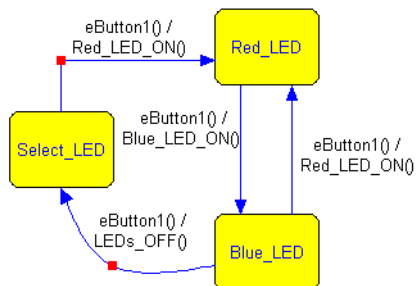 eButton1() /
Red_LED_ON()
Red_LED
eButton1() /
Blue_LED_ON()
Select_LED
eButton1() /
Red_LED_ON()
eButton1() /
LEDs_OFF()
Blue_LED